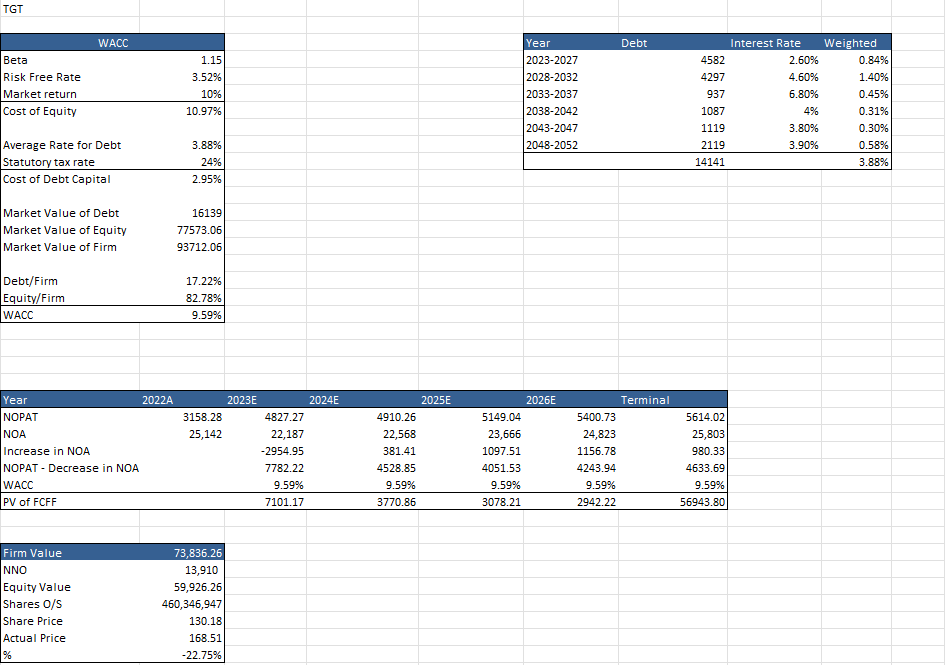 TGT
WACC
Beta 1.15
Risk Free Rate 3.52%
Market return 10%
Cost of Equity 10.97%
Average Rate for Debt 3.88%
Statutory tax rate 24%
Cost of Debt Capital 2.95%
Market Value of Debt 16139
Market Value of Equity 77573.06
Market Value of Firm 93712.06
Debt/Firm 17.22%
Equity/Firm 82.78%
WACC 9.59%
Year Debt Interest Rate Weighted
2023-2027 4582 2.60% 0.84%
2028-2032 4297 4.60% 1.40%
2033-2037 937 6.80% 0.45%
2038-2042 1087 4% 0.31%
2043-2047 1119 3.80% 0.30%
2048-2052 2119 3.90% 0.58%
14141 3.88%
Year 2022A 2023E 2024E 2025E 2026E Terminal
NOPAT 3158.28 4827.27 4910.26 5149.04 5400.73 5614.02
NOA 25,142 22,187 22,568 23,666 24,823 25,803
Increase in NOA -2954.95 381.41 1097.51 1156.78 980.33
NOPAT - Decrease in NOA 7782.22 4528.85 4051.53 4243.94 4633.69
WACC 9.59% 9.59% 9.59% 9.59% 9.59%
PV of FCFF 7101.17 3770.86 3078.21 2942.22 56943.80
Firm Value 73,836.26
NNO 13,910
Equity Value 59,926.26
Shares O/S 460,346,947
Share Price 130.18
Actual Price 168.51
% -22.75%